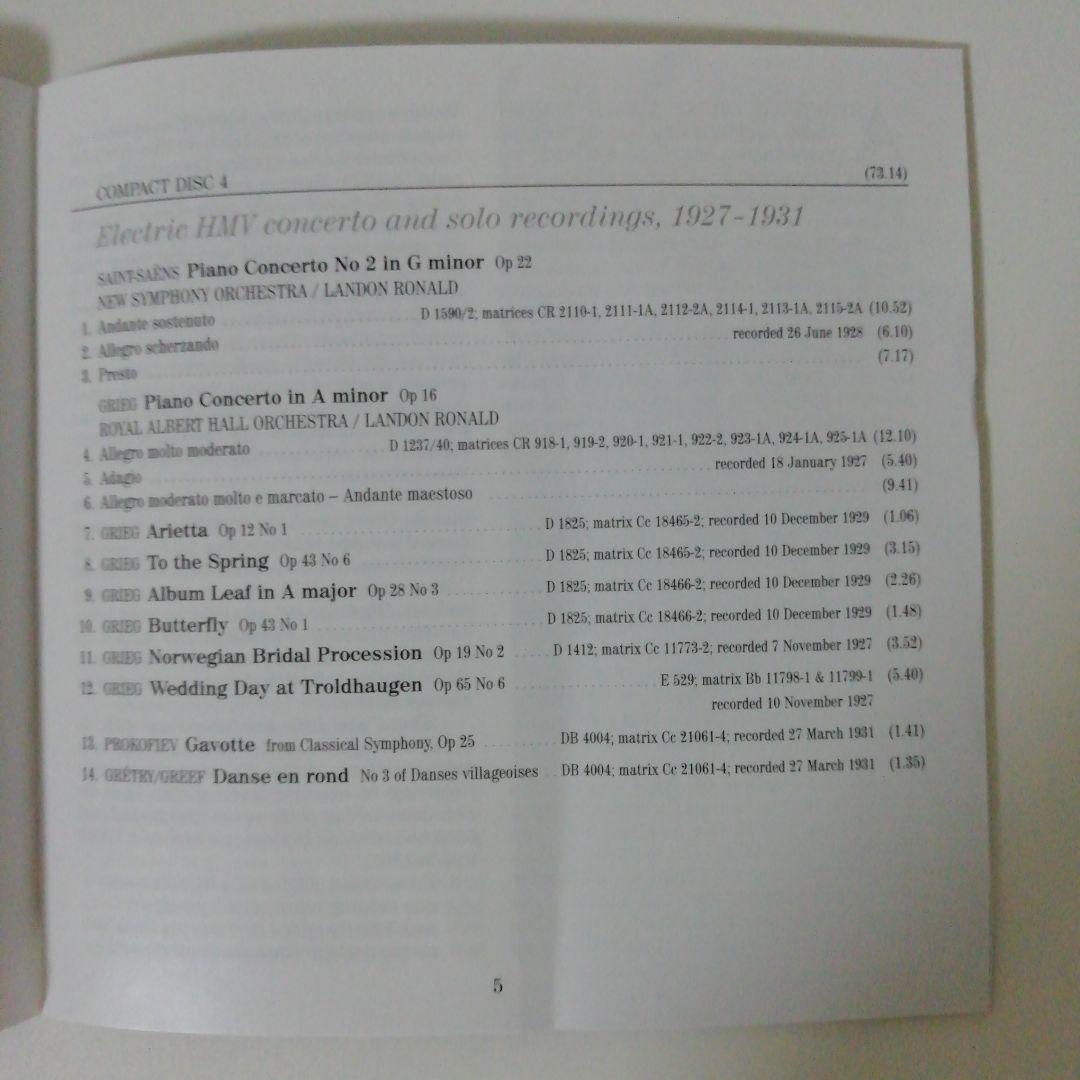 COMPACT DISC 4 (73.14)
Electric HMV concerto and solo recordings, 1927–1931
SAINT-SAËNS Piano Concerto No 2 in G minor Op 22
NEW SYMPHONY ORCHESTRA / LANDON RONALD
1. Andante sostenuto D 1590/2; matrices CR 2110-1, 2111-1A, 2112-2A, 2114-1, 2113-1A, 2115-2A (10.52)
2. Allegro scherzando recorded 26 June 1928 (6.10)
3. Presto (7.17)
GRIEG Piano Concerto in A minor Op 16
ROYAL ALBERT HALL ORCHESTRA / LANDON RONALD
4. Allegro molto moderato D 1237/40; matrices CR 918-1, 919-2, 920-1, 921-1, 922-2, 923-1A, 924-1A, 925-1A (12.10)
5. Adagio recorded 18 January 1927 (5.40)
6. Allegro moderato molto e marcato – Andante maestoso (9.41)
7. GRIEG Arietta Op 12 No 1 D 1825; matrix Cc 18465-2; recorded 10 December 1929 (1.06)
8. GRIEG To the Spring Op 43 No 6 D 1825; matrix Cc 18465-2; recorded 10 December 1929 (3.15)
9. GRIEG Album Leaf in A major Op 28 No 3 D 1825; matrix Cc 18466-2; recorded 10 December 1929 (2.26)
10. GRIEG Butterfly Op 43 No 1 D 1825; matrix Cc 18466-2; recorded 10 December 1929 (1.48)
11. GRIEG Norwegian Bridal Procession Op 19 No 2 D 1412; matrix Cc 11773-2; recorded 7 November 1927 (3.52)
12. GRIEG Wedding Day at Troldhaugen Op 65 No 6 E 529; matrix Bb 11798-1 & 11799-1 (5.40)
recorded 10 November 1927
13. PROKOFIEV Gavotte from Classical Symphony, Op 25 DB 4004; matrix Cc 21061-4; recorded 27 March 1931 (1.41)
14. GRÉTRY/GREEF Danse en rond No 3 of Danses villageoises DB 4004; matrix Cc 21061-4; recorded 27 March 1931 (1.35)
5